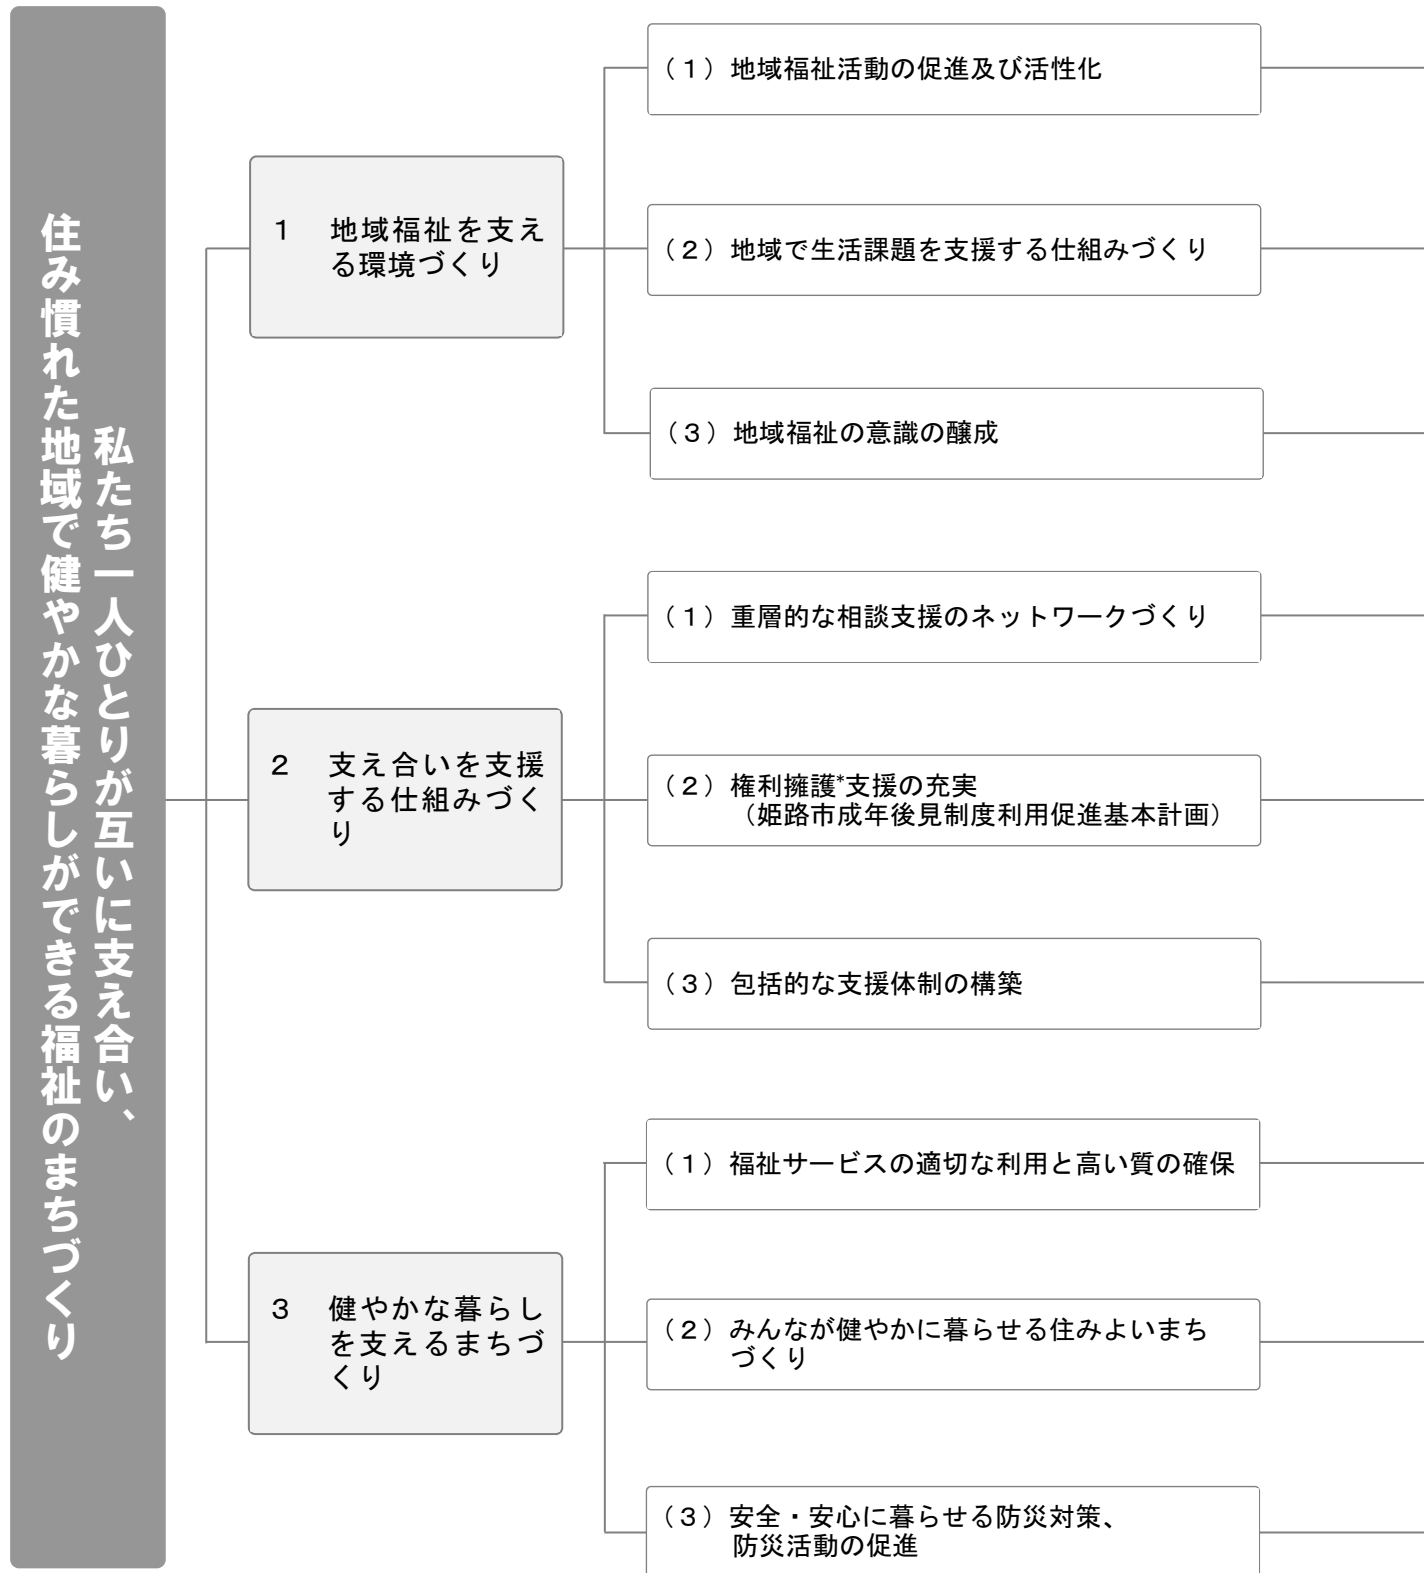 私たち一人ひとりが互いに支え合い、
住み慣れた地域で健やかな暮らしができる福祉のまちづくり
１　地域福祉を支え
る環境づくり
（１）地域福祉活動の促進及び活性化
（２）地域で生活課題を支援する仕組みづくり
（３）地域福祉の意識の醸成
２　支え合いを支援
する仕組みづく
り
（１）重層的な相談支援のネットワークづくり
（２）権利擁護*支援の充実
（姫路市成年後見制度利用促進基本計画）
（３）包括的な支援体制の構築
３　健やかな暮らし
を支えるまちづ
くり
（１）福祉サービスの適切な利用と高い質の確保
（２）みんなが健やかに暮らせる住みよいまち
づくり
（３）安全・安心に暮らせる防災対策、
防災活動の促進